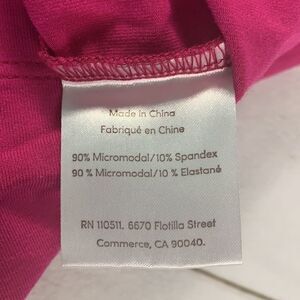 Made in China
Fabriqué en Chine
90% Micromodal/10% Spandex
90 % Micromodal/10 % Élastané
RN 110511. 6670 Flotilla Street
Commerce, CA 90040.